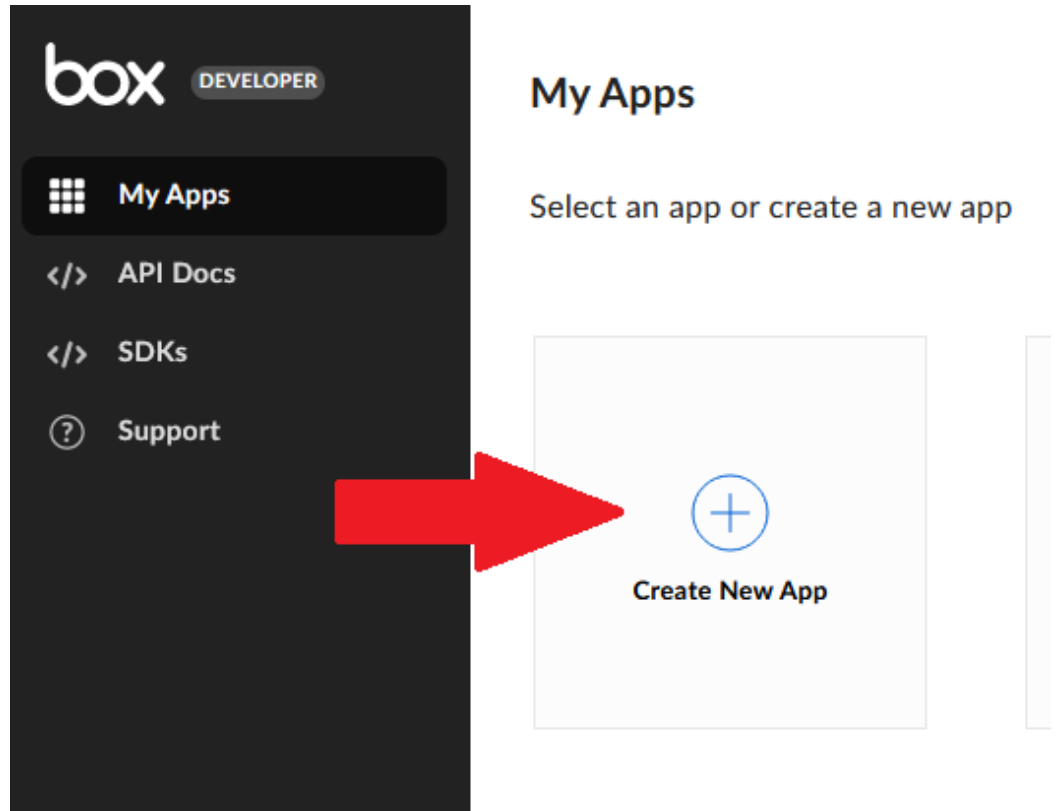 box DEVELOPER
My Apps
API Docs
SDKs
Support
My Apps
Select an app or create a new app
Create New App